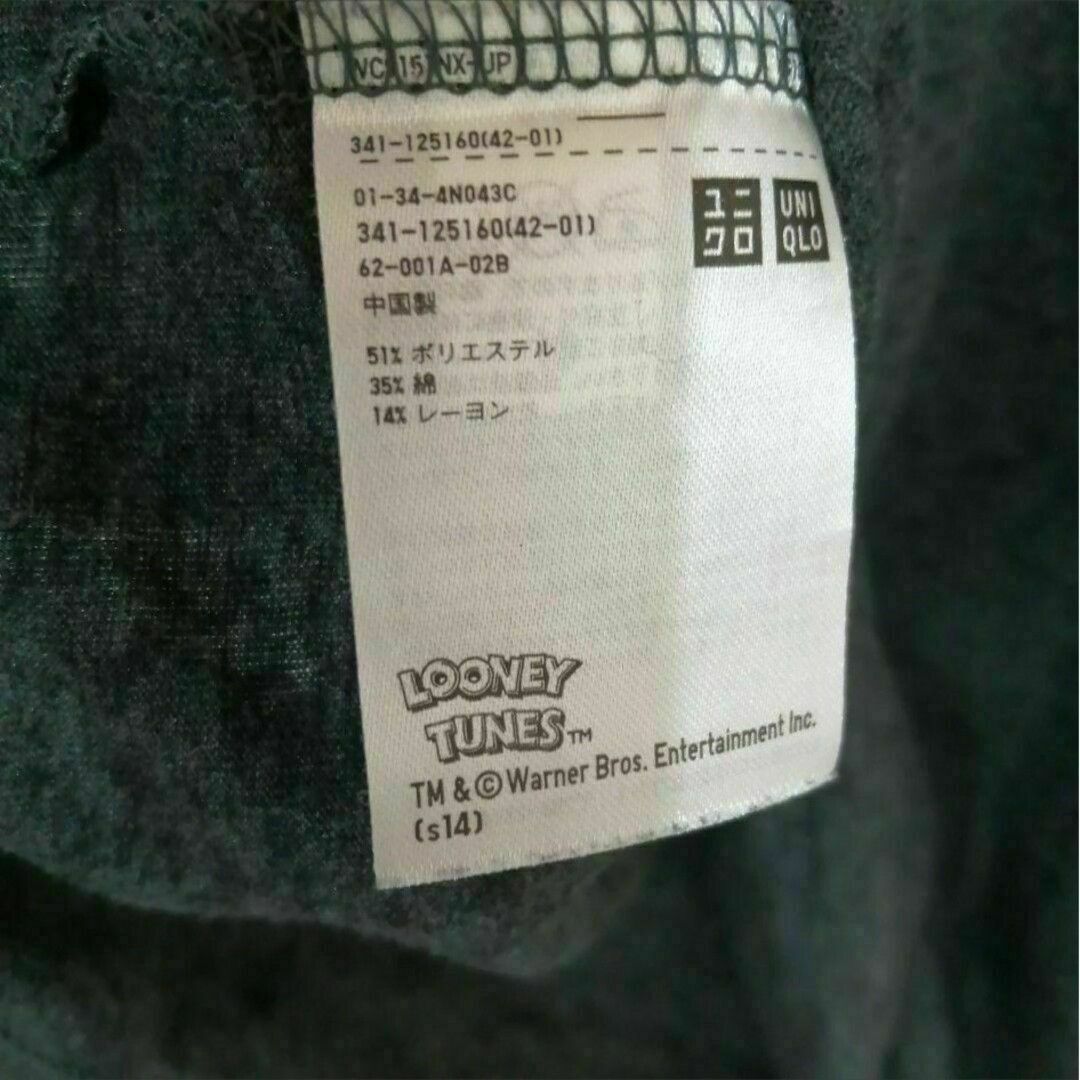 VC 15 NX-JP
341-125160(42-01)
01-34-4N043C
341-125160(42-01)
62-001A-02B
中国製
51% ポリエステル
35% 綿
14% レーヨン
ユニ
クロ
UNI
QLO
LOONEY
TUNES™
TM & ©Warner Bros. Entertainment Inc.
(s14)